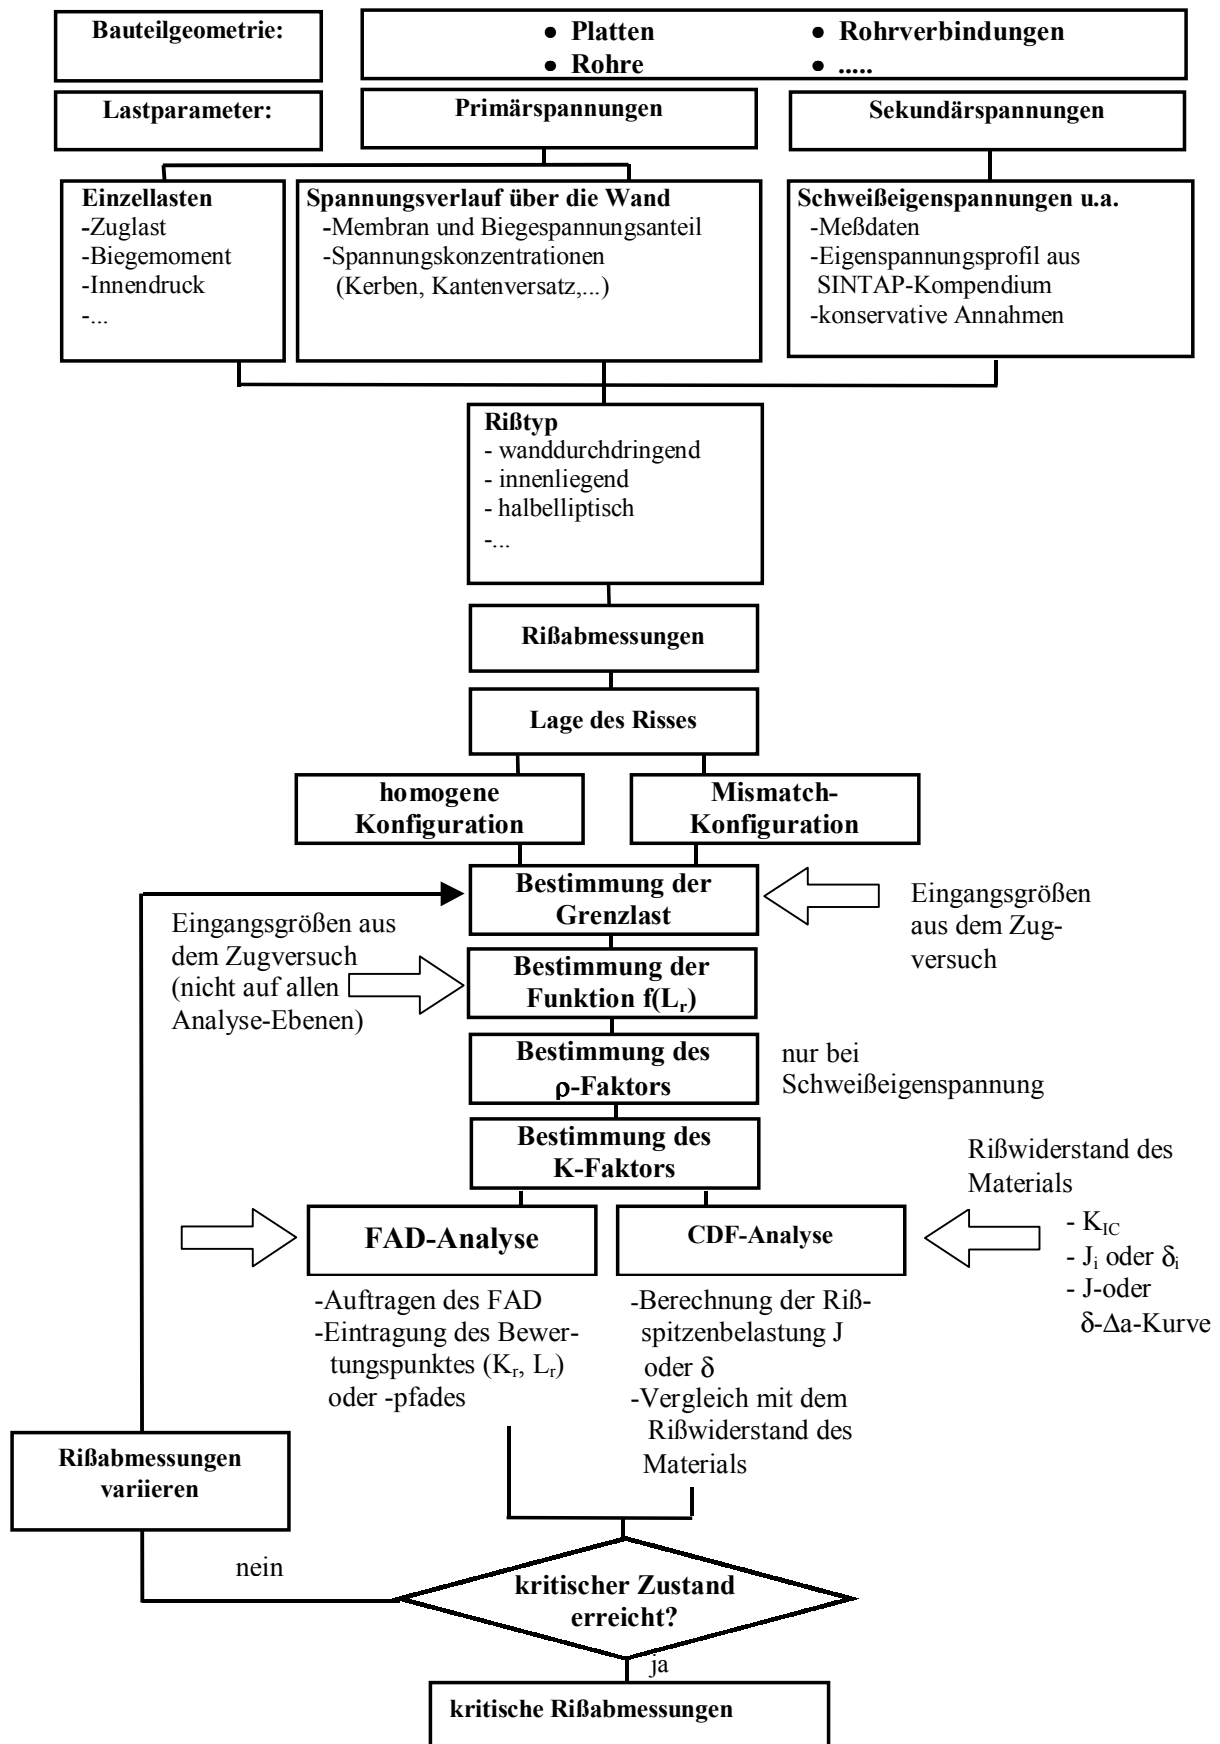 Bauteilgeometrie:
• Platten
• Rohrverbindungen
• Rohre
• .....
Lastparameter:
Primärspannungen
Sekundärspannungen
Einzellasten
-Zuglast
-Biegemoment
-Innendruck
-...
Spannungsverlauf über die Wand
-Membran und Biegespannungsanteil
-Spannungskonzentrationen
(Kerben, Kantenversatz,...)
Schweißeigenspannungen u.a.
-Meßdaten
-Eigenspannungsprofil aus
SINTAP-Kompendium
-konservative Annahmen
Rißtyp
- wanddurchdringend
- innenliegend
- halbelliptisch
-...
Rißabmessungen
Lage des Risses
homogene
Konfiguration
Mismatch-
Konfiguration
Bestimmung der
Grenzlast
Eingangsgrößen
aus dem Zug-
versuch
Eingangsgrößen aus
dem Zugversuch
(nicht auf allen
Analyse-Ebenen)
Bestimmung der
Funktion f(Lr)
Bestimmung des
ρ-Faktors
nur bei
Schweißeigenspannung
Bestimmung des
K-Faktors
Rißwiderstand des
Materials
- KIC
- Ji oder δi
- J-oder
δ-Δa-Kurve
FAD-Analyse
CDF-Analyse
-Auftragen des FAD
-Eintragung des Bewer-
tungspunktes (Kr, Lr)
oder -pfades
-Berechnung der Riß-
spitzenbelastung J
oder δ
-Vergleich mit dem
Rißwiderstand des
Materials
Rißabmessungen
variieren
nein
kritischer Zustand
erreicht?
ja
kritische Rißabmessungen